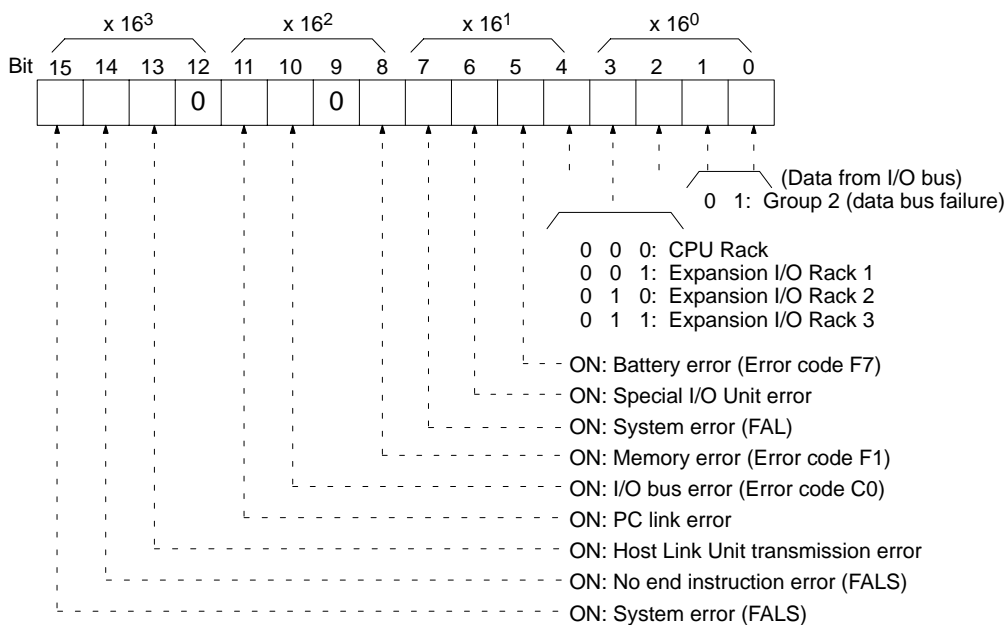 x 16³ x 16² x 16¹ x 16⁰
Bit 15 14 13 12 11 10 9 8 7 6 5 4 3 2 1 0
0 0
(Data from I/O bus)
0 1: Group 2 (data bus failure)
0 0 0: CPU Rack
0 0 1: Expansion I/O Rack 1
0 1 0: Expansion I/O Rack 2
0 1 1: Expansion I/O Rack 3
ON: Battery error (Error code F7)
ON: Special I/O Unit error
ON: System error (FAL)
ON: Memory error (Error code F1)
ON: I/O bus error (Error code C0)
ON: PC link error
ON: Host Link Unit transmission error
ON: No end instruction error (FALS)
ON: System error (FALS)